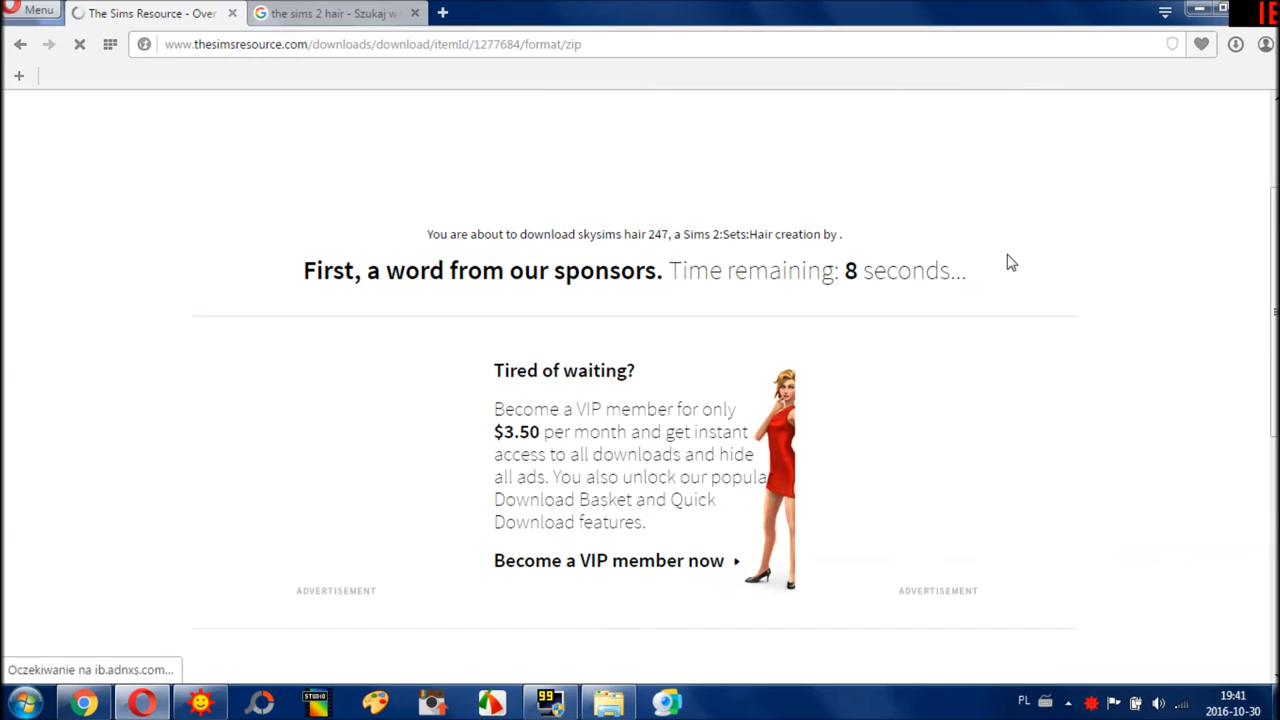 Menu
The Sims Resource - Over
the sims 2 hair - Szukaj w
www.thesimsresource.com/downloads/download/itemId/1277684/format/zip
You are about to download skysims hair 247, a Sims 2:Sets:Hair creation by .
First, a word from our sponsors. Time remaining: 8 seconds...
Tired of waiting?
Become a VIP member for only
$3.50 per month and get instant
access to all downloads and hide
all ads. You also unlock our popula
Download Basket and Quick
Download features.
Become a VIP member now
ADVERTISEMENT
ADVERTISEMENT
Oczekiwanie na ib.adnxs.com...
STUDIO
99
PL
19:41
2016-10-30